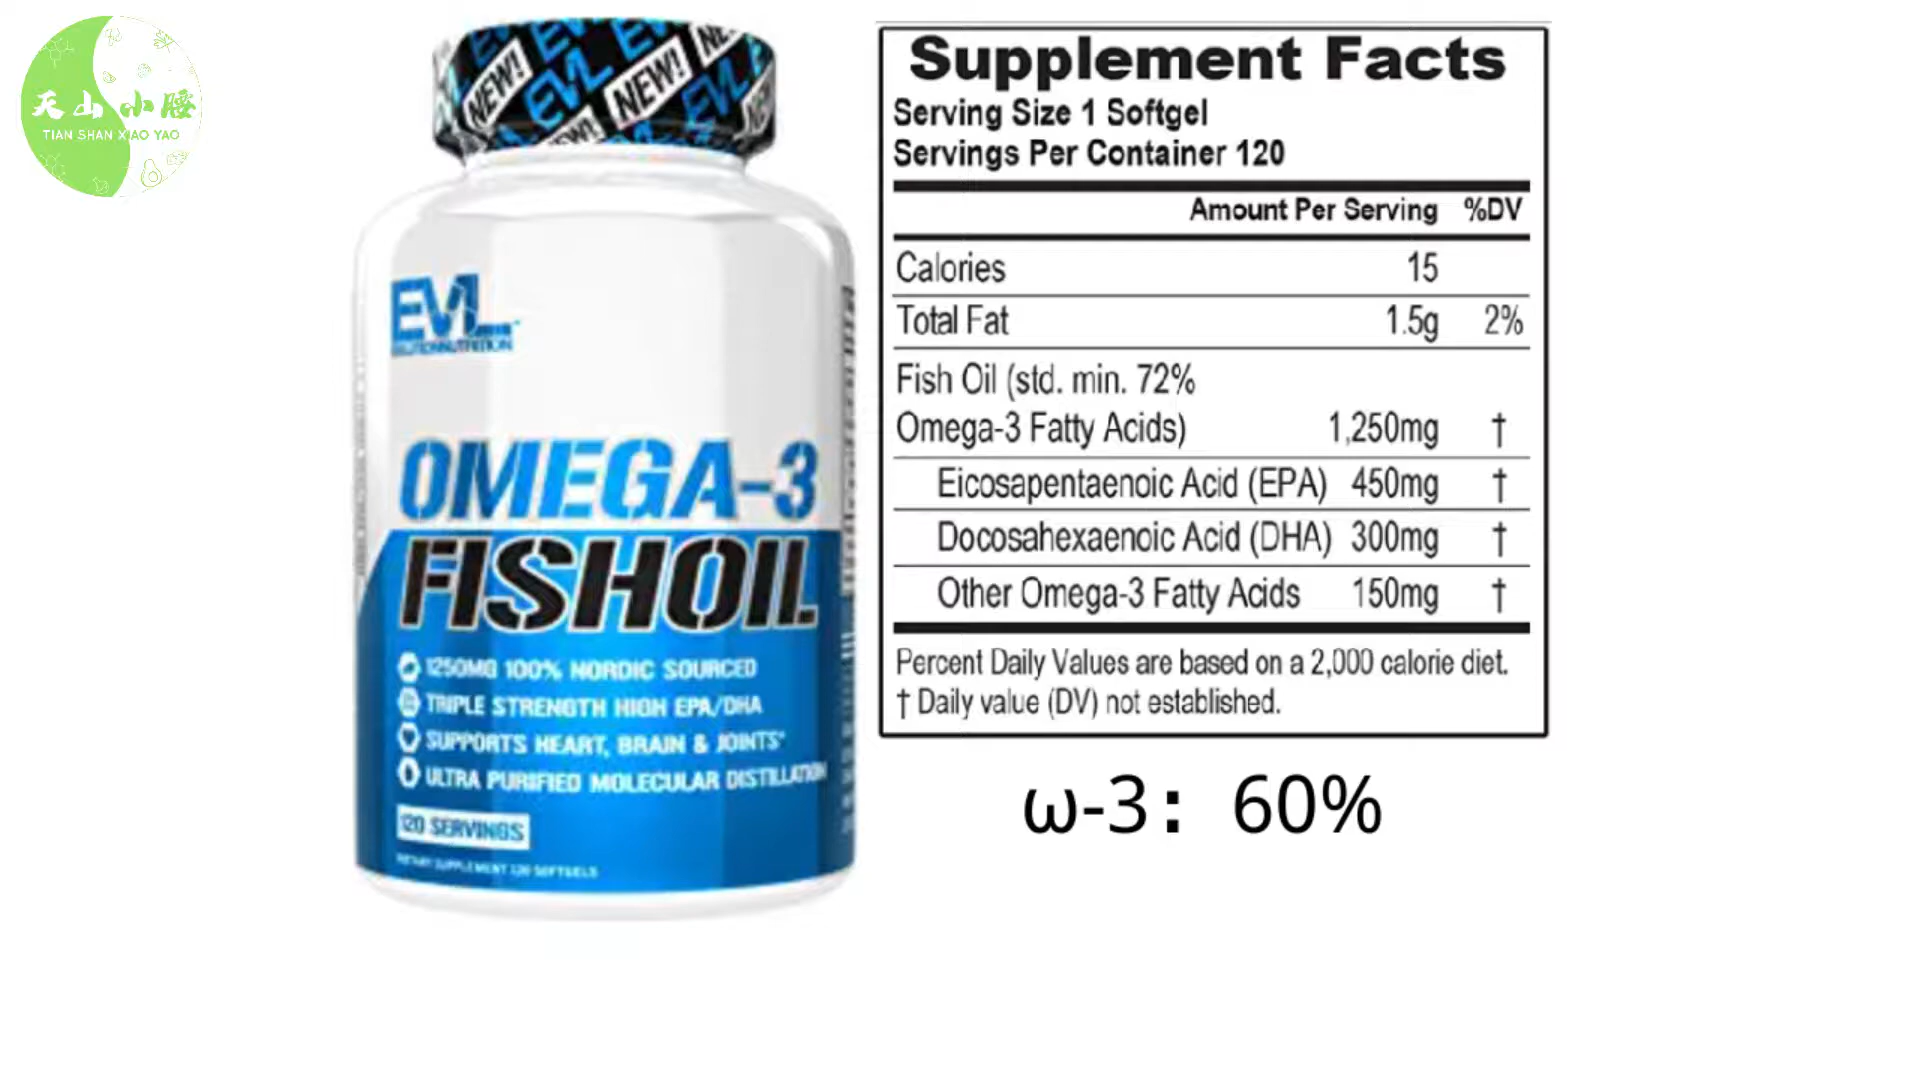 天山小腰
TIAN SHAN XIAO YAO
NEW!
EVL
NEW!
EVL
EVL
OMEGA-3
FISHOIL
1250MG 100% NORDIC SOURCED
TRIPLE STRENGTH HIGH EPA/DHA
SUPPORTS HEART, BRAIN & JOINTS*
ULTRA PURIFIED MOLECULAR DISTILLATION
120 SERVINGS
DIETARY SUPPLEMENT 120 SOFTGELS
Supplement Facts
Serving Size 1 Softgel
Servings Per Container 120
Amount Per Serving %DV
Calories 15
Total Fat 1.5g 2%
Fish Oil (std. min. 72%
Omega-3 Fatty Acids) 1,250mg †
Eicosapentaenoic Acid (EPA) 450mg †
Docosahexaenoic Acid (DHA) 300mg †
Other Omega-3 Fatty Acids 150mg †
Percent Daily Values are based on a 2,000 calorie diet.
† Daily value (DV) not established.
ω-3：60%